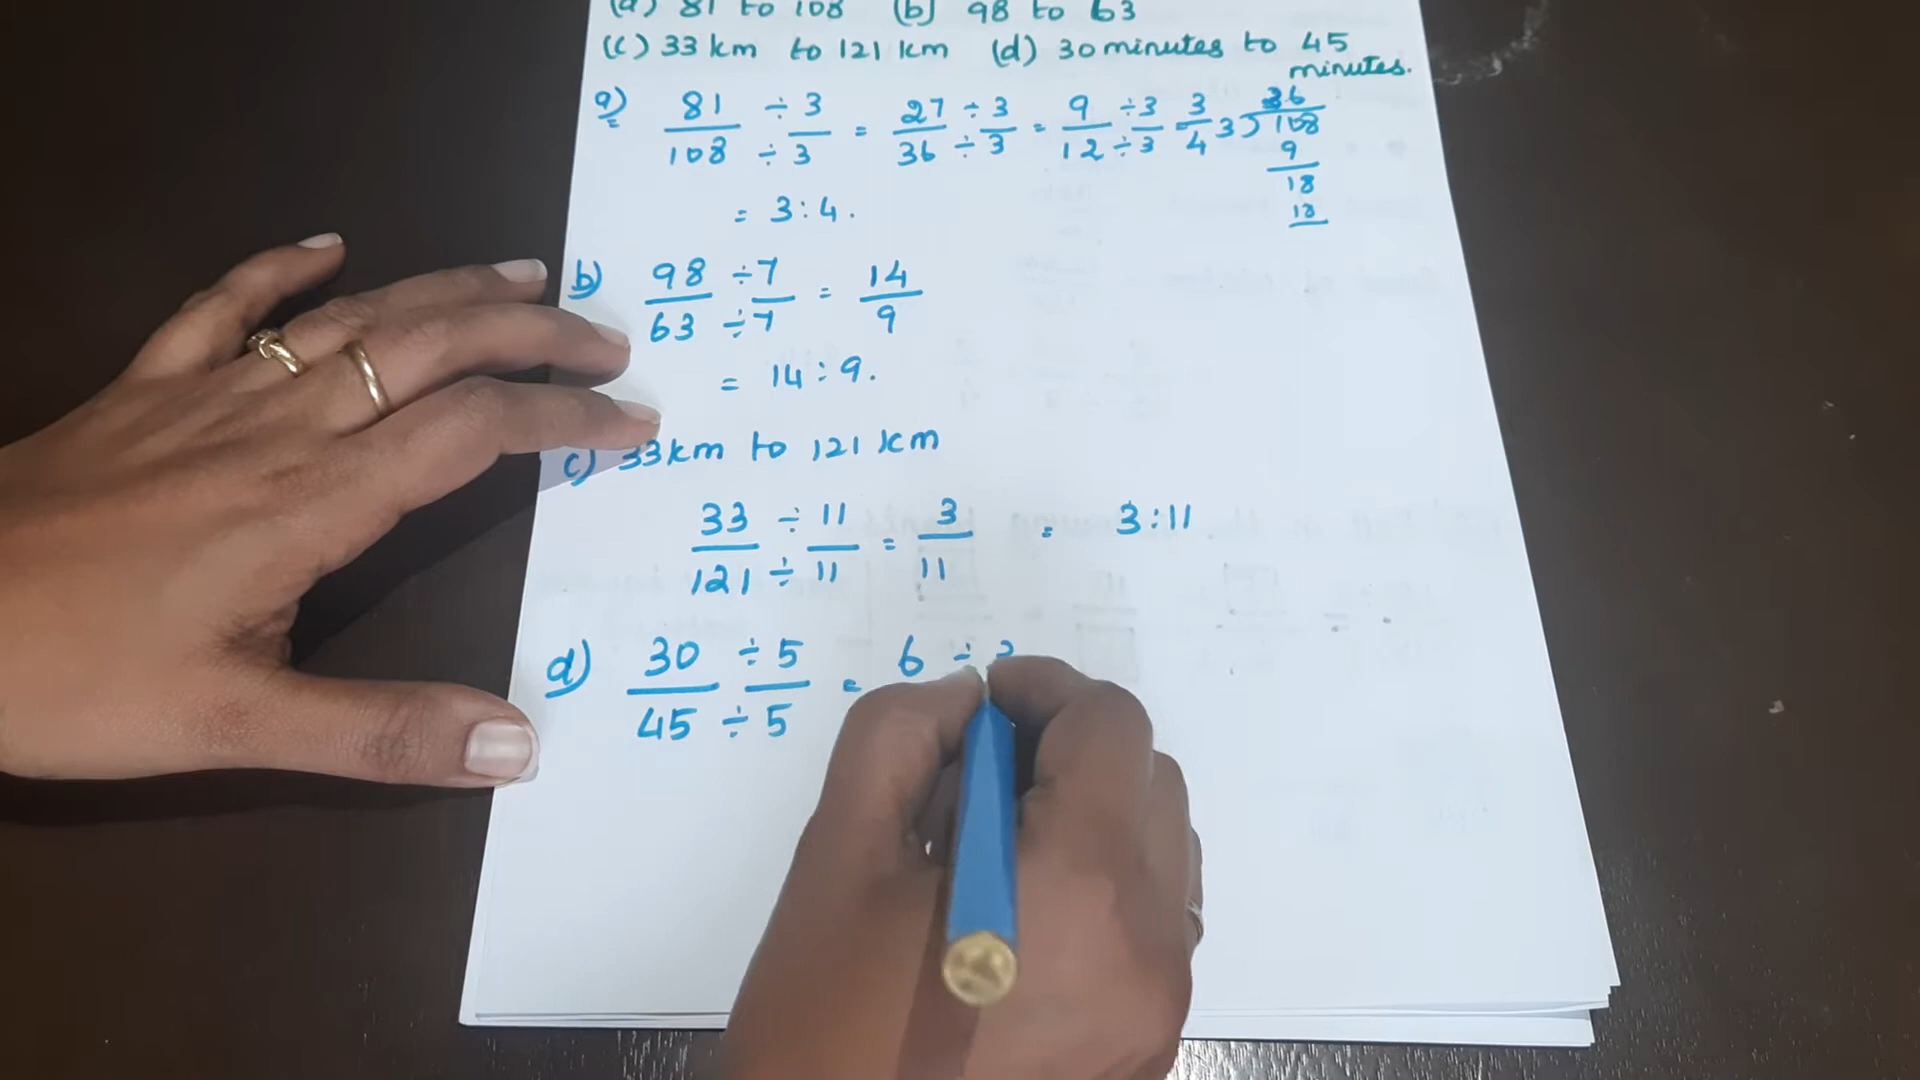 (a) 81 to 108 (b) 98 to 63
(c) 33 km to 121 km (d) 30 minutes to 45
minutes.
a) 81/108 ÷ 3/÷ 3 = 27/36 ÷ 3/÷ 3 = 9/12 ÷3/÷3 = 3/4 3)108 36
9
18
18
= 3:4.
b) 98/63 ÷7/÷7 = 14/9
= 14:9.
c) 33km to 121 km
33/121 ÷ 11/÷ 11 = 3/11 = 3:11
d) 30/45 ÷5/÷5 = 6 ÷